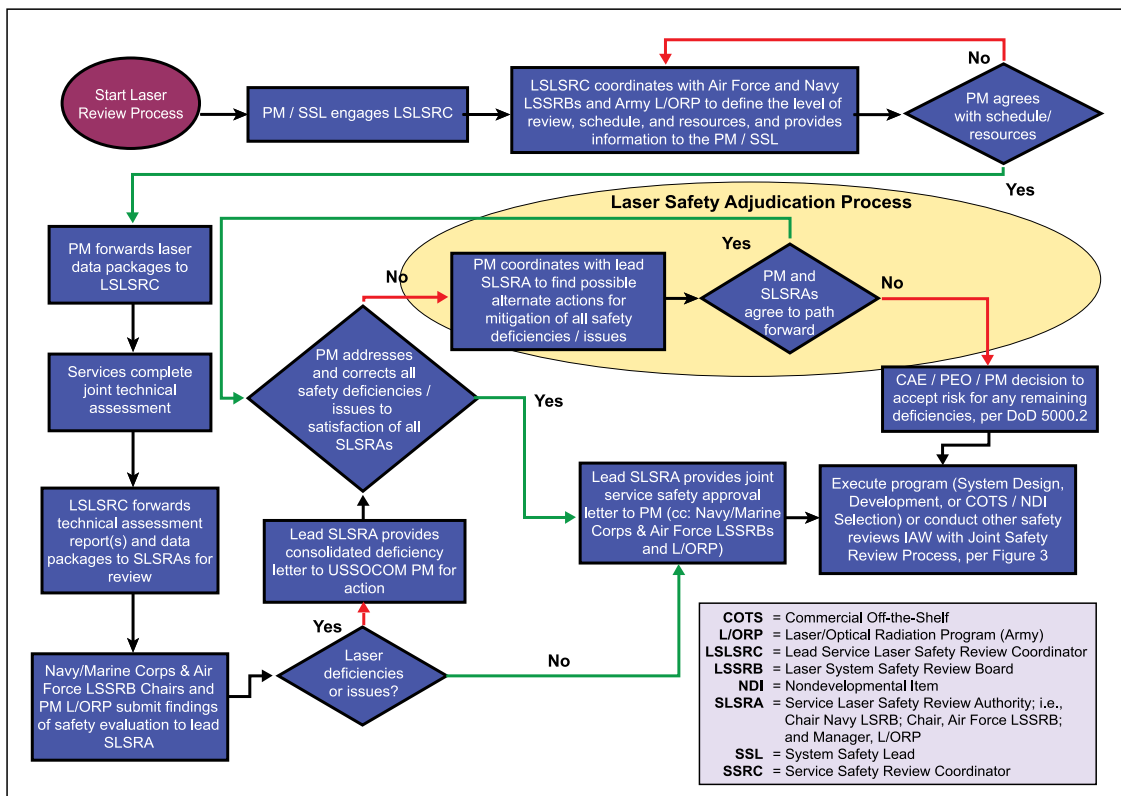 Start Laser
Review Process
PM / SSL engages LSLSRC
LSLSRC coordinates with Air Force and Navy
LSSRBs and Army L/ORP to define the level of
review, schedule, and resources, and provides
information to the PM / SSL
No
PM agrees
with schedule/
resources
Yes
Laser Safety Adjudication Process
PM forwards laser
data packages to
LSLSRC
Services complete
joint technical
assessment
LSLSRC forwards
technical assessment
report(s) and data
packages to SLSRAs for
review
Navy/Marine Corps & Air
Force LSSRB Chairs and
PM L/ORP submit findings
of safety evaluation to lead
SLSRA
Laser
deficiencies
or issues?
Yes
No
Lead SLSRA provides
consolidated deficiency
letter to USSOCOM PM for
action
PM addresses
and corrects all
safety deficiencies /
issues to
satisfaction of all
SLSRAs
No
Yes
PM coordinates with lead
SLSRA to find possible
alternate actions for
mitigation of all safety
deficiencies / issues
PM and
SLSRAs
agree to path
forward
Yes
No
CAE / PEO / PM decision to
accept risk for any remaining
deficiencies, per DoD 5000.2
Lead SLSRA provides joint
service safety approval
letter to PM (cc: Navy/Marine
Corps & Air Force LSSRBs
and L/ORP)
Execute program (System Design,
Development, or COTS / NDI
Selection) or conduct other safety
reviews IAW with Joint Safety
Review Process, per Figure 3
COTS = Commercial Off-the-Shelf
L/ORP = Laser/Optical Radiation Program (Army)
LSLSRC = Lead Service Laser Safety Review Coordinator
LSSRB = Laser System Safety Review Board
NDI = Nondevelopmental Item
SLSRA = Service Laser Safety Review Authority; i.e.,
Chair Navy LSRB; Chair, Air Force LSSRB;
and Manager, L/ORP
SSL = System Safety Lead
SSRC = Service Safety Review Coordinator